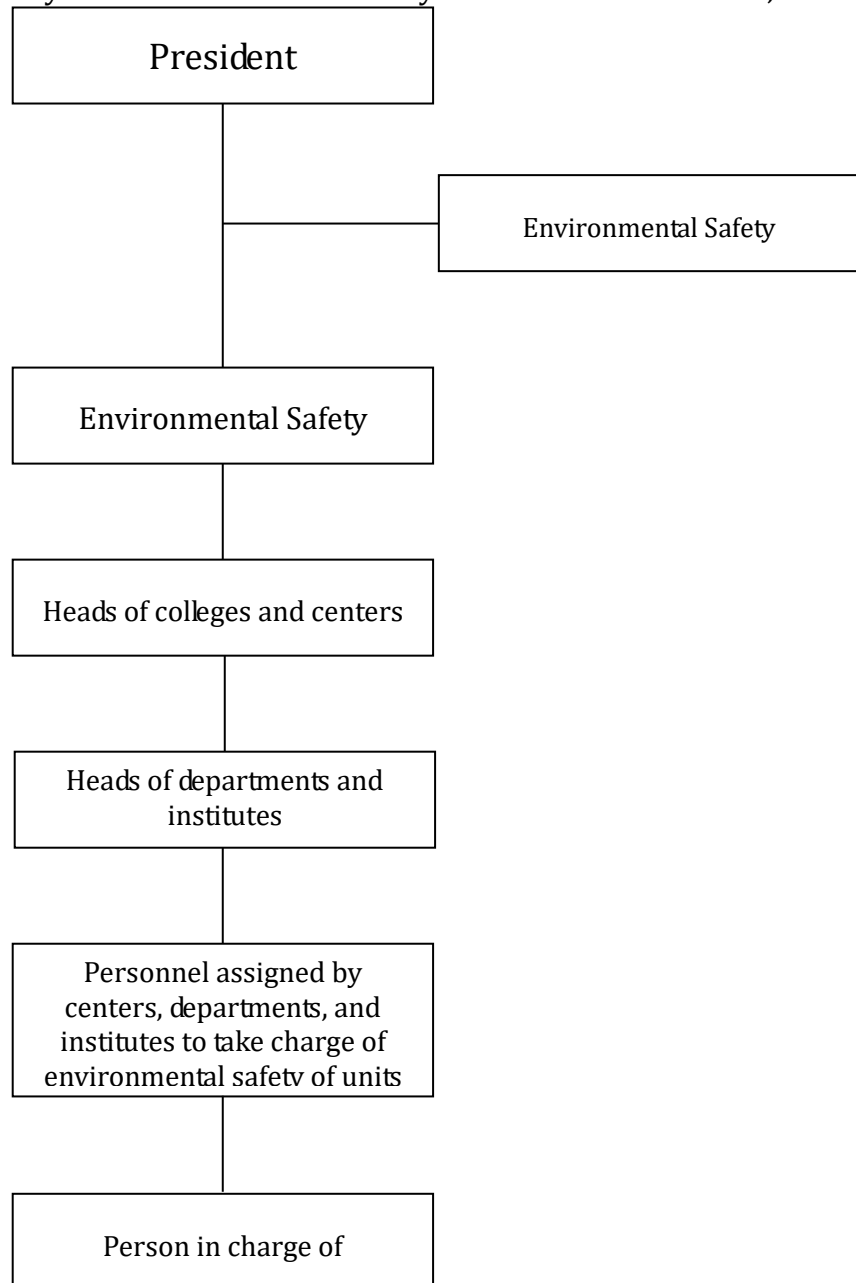 President
Environmental Safety
Environmental Safety
Heads of colleges and centers
Heads of departments and
institutes
Personnel assigned by
centers, departments, and
institutes to take charge of
environmental safety of units
Person in charge of